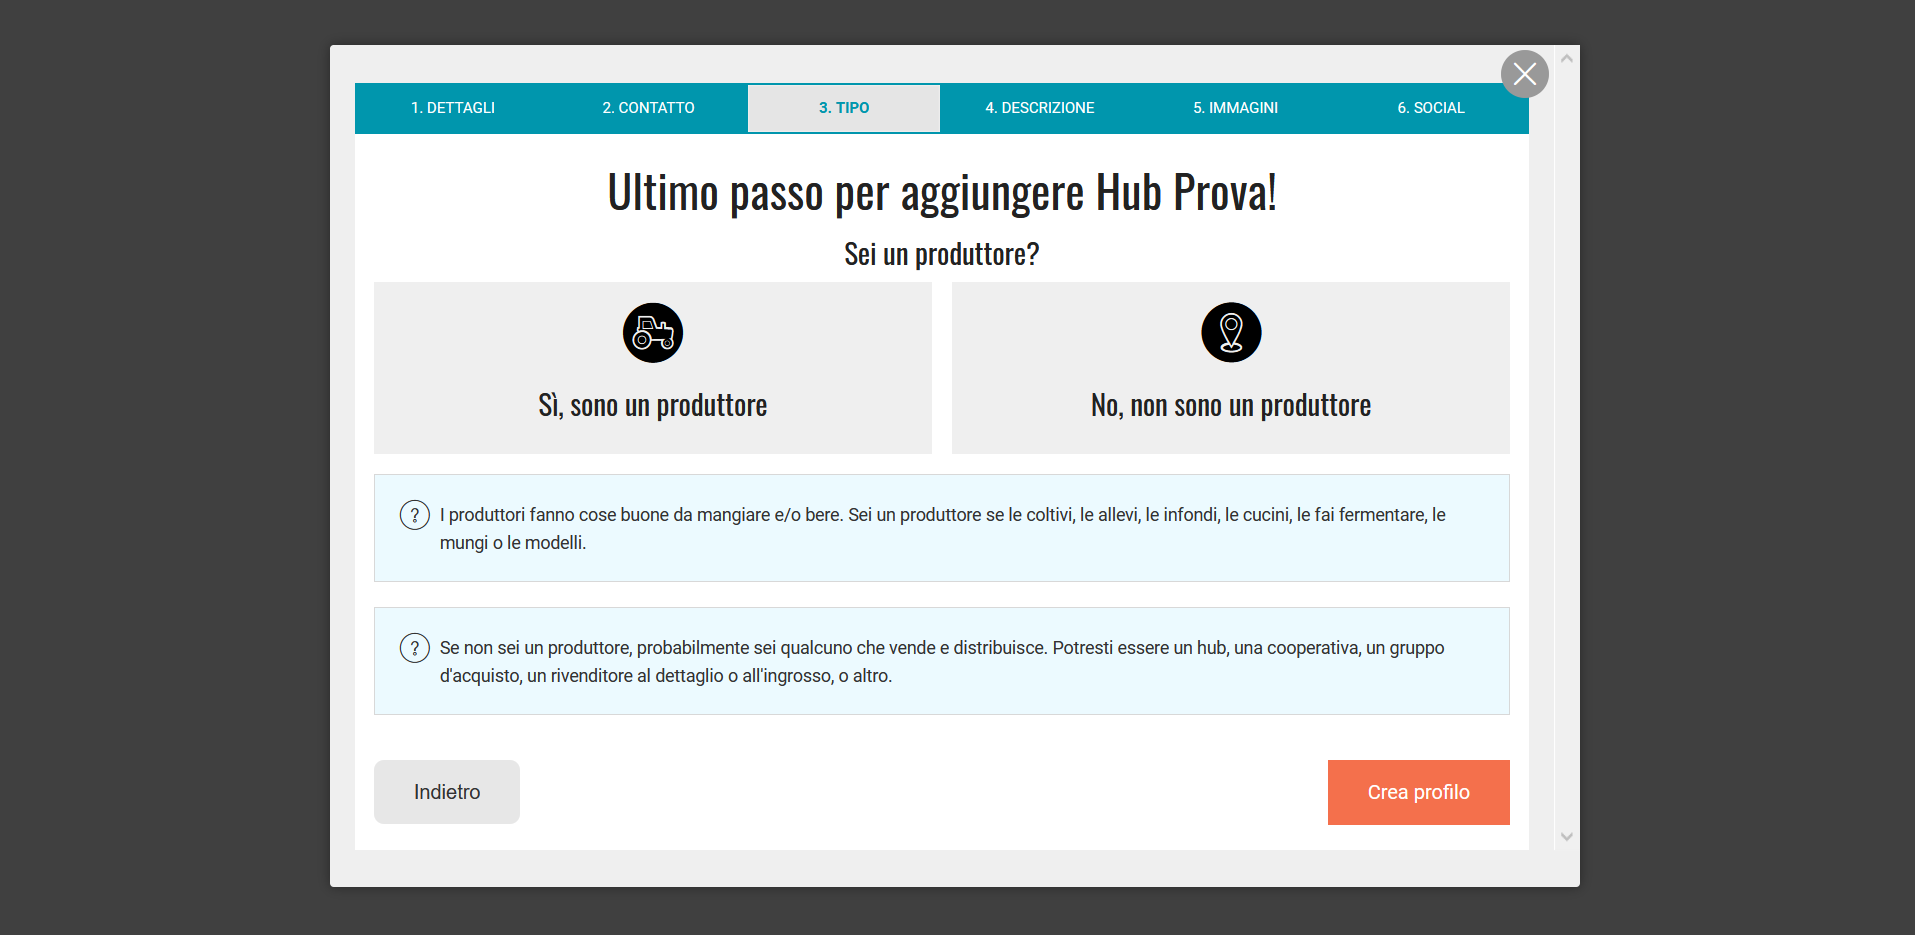 1. DETTAGLI
2. CONTATTO
3. TIPO
4. DESCRIZIONE
5. IMMAGINI
6. SOCIAL
Ultimo passo per aggiungere Hub Prova!
Sei un produttore?
Sì, sono un produttore
No, non sono un produttore
? I produttori fanno cose buone da mangiare e/o bere. Sei un produttore se le coltivi, le allevi, le infondi, le cucini, le fai fermentare, le
mungi o le modelli.
? Se non sei un produttore, probabilmente sei qualcuno che vende e distribuisce. Potresti essere un hub, una cooperativa, un gruppo
d'acquisto, un rivenditore al dettaglio o all'ingrosso, o altro.
Indietro
Crea profilo